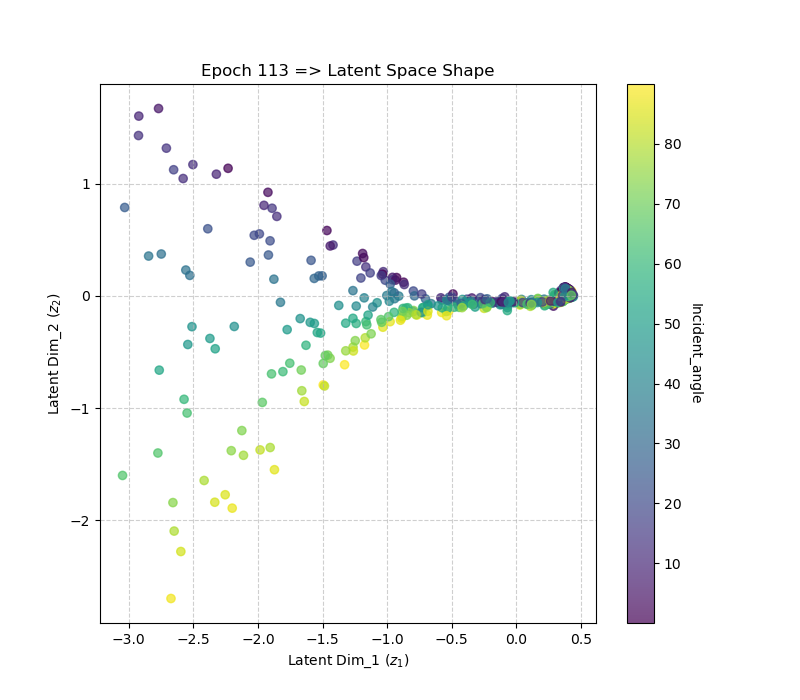 Epoch 113 => Latent Space Shape
1
0
−1
−2
Latent Dim_2 (z₂)
−3.0 −2.5 −2.0 −1.5 −1.0 −0.5 0.0 0.5
Latent Dim_1 (z₁)
80
70
60
50
40
30
20
10
Incident_angle